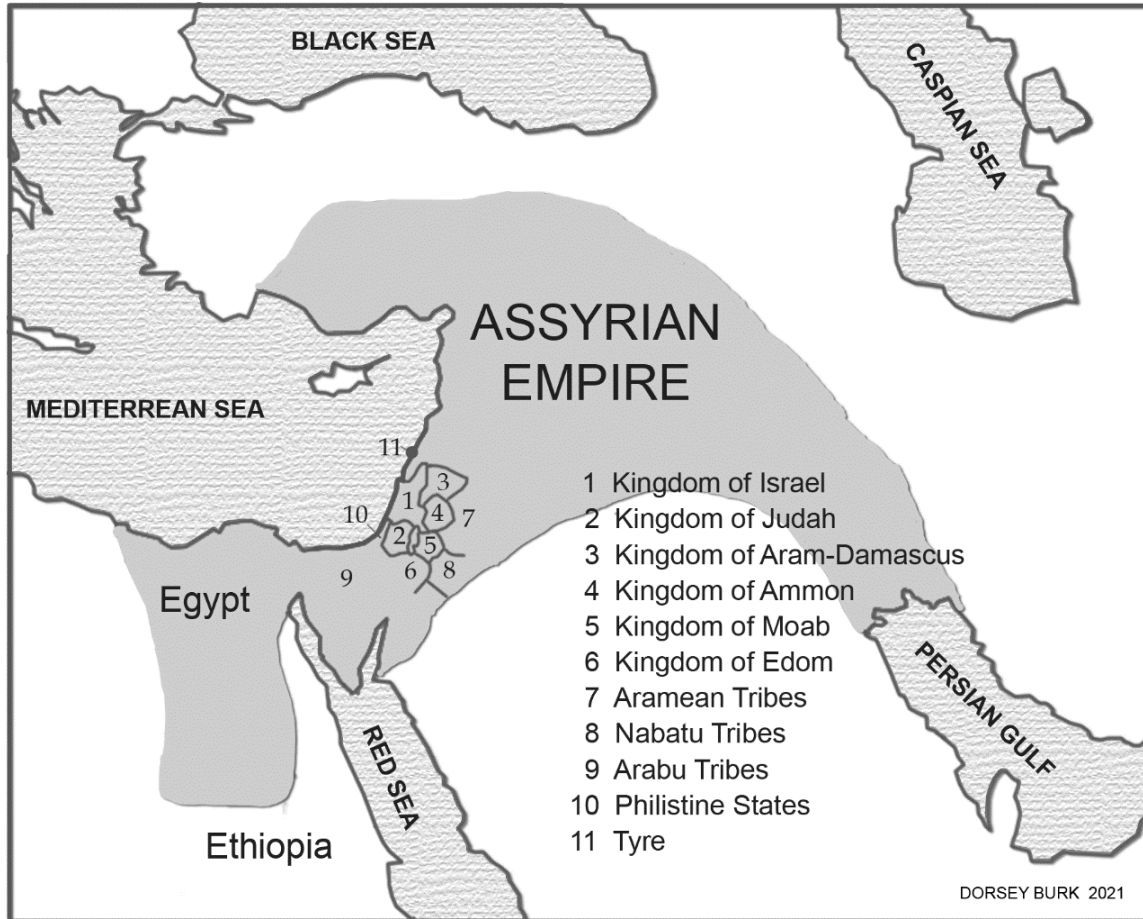 BLACK SEA
CASPIAN SEA
ASSYRIAN
EMPIRE
MEDITERREAN SEA
11
3
1
4
10
7
2
5
6
8
9
Egypt
1 Kingdom of Israel
2 Kingdom of Judah
3 Kingdom of Aram-Damascus
4 Kingdom of Ammon
5 Kingdom of Moab
6 Kingdom of Edom
7 Aramean Tribes
8 Nabatu Tribes
9 Arabu Tribes
10 Philistine States
11 Tyre
PERSIAN GULF
RED SEA
Ethiopia
DORSEY BURK 2021